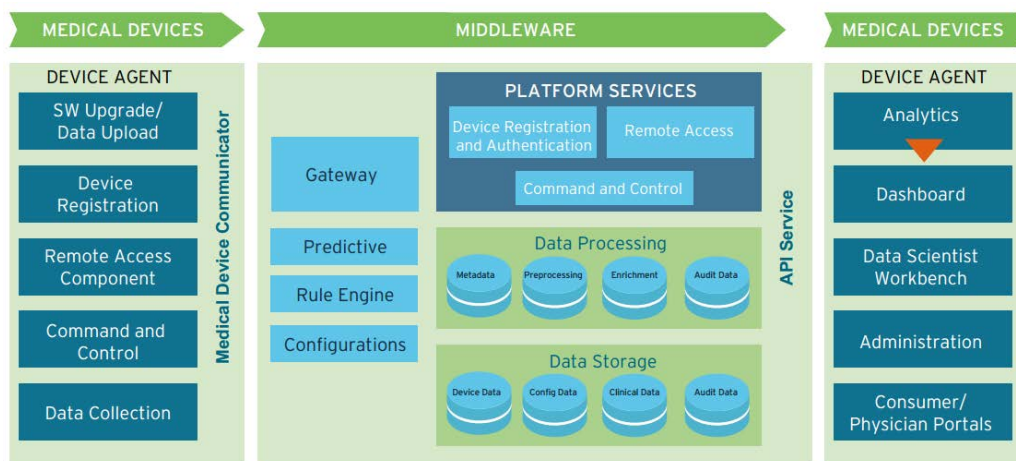 MEDICAL DEVICES
MIDDLEWARE
MEDICAL DEVICES
DEVICE AGENT
SW Upgrade/
Data Upload
Device
Registration
Remote Access
Component
Command and
Control
Data Collection
Medical Device Communicator
Gateway
Predictive
Rule Engine
Configurations
PLATFORM SERVICES
Device Registration
and Authentication
Remote Access
Command and Control
Data Processing
Metadata
Preprocessing
Enrichment
Audit Data
Data Storage
Device Data
Config Data
Clinical Data
Audit Data
API Service
DEVICE AGENT
Analytics
Dashboard
Data Scientist
Workbench
Administration
Consumer/
Physician Portals